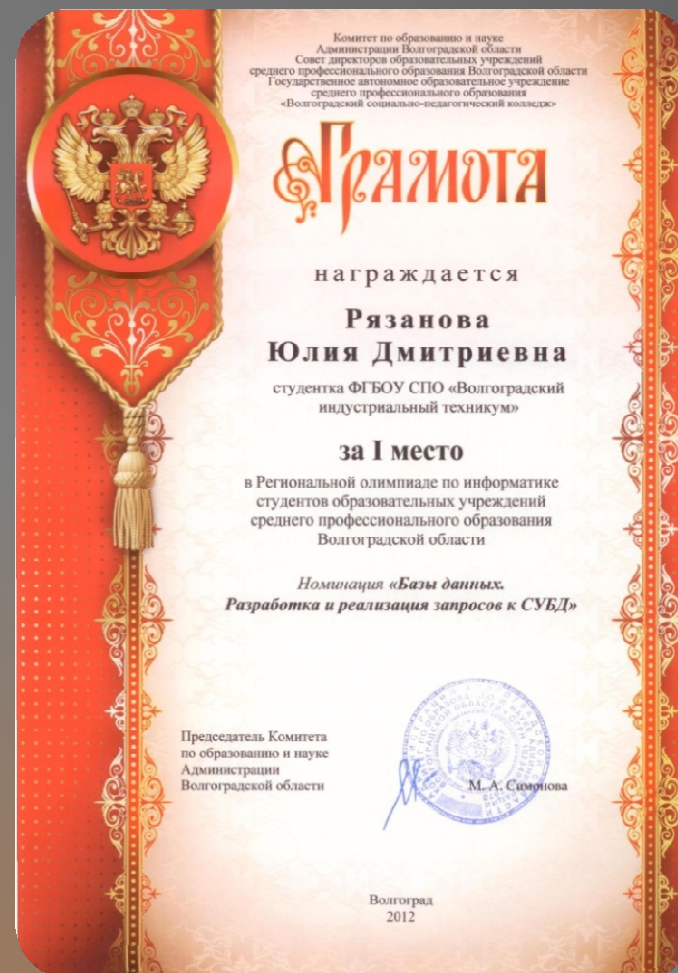 Комитет по образованию и науке
Администрации Волгоградской области
Совет директоров образовательных учреждений
среднего профессионального образования Волгоградской области
Государственное автономное образовательное учреждение
среднего профессионального образования
«Волгоградский социально-педагогический колледж»
Грамота
награждается
Рязанова
Юлия Дмитриевна
студентка ФГБОУ СПО «Волгоградский
индустриальный техникум»
за I место
в Региональной олимпиаде по информатике
студентов образовательных учреждений
среднего профессионального образования
Волгоградской области
Номинация «Базы данных.
Разработка и реализация запросов к СУБД»
Председатель Комитета
по образованию и науке
Администрации
Волгоградской области
М. А. Симонова
Волгоград
2012